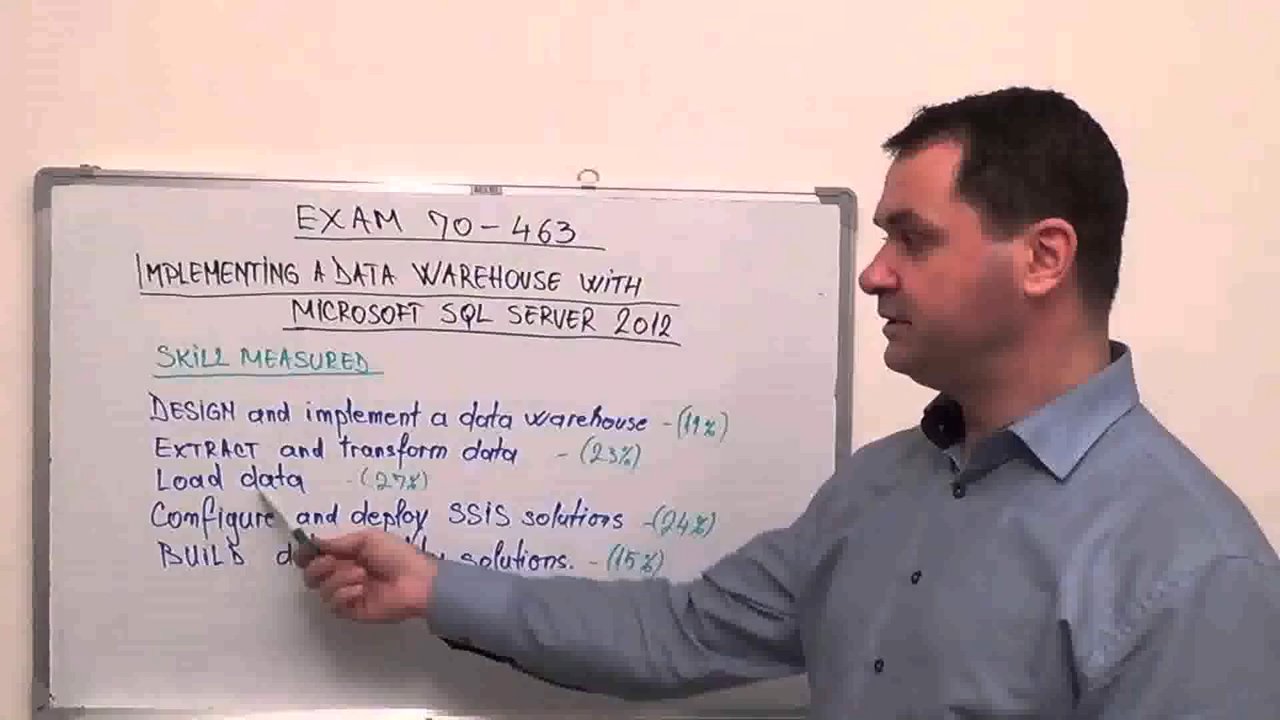 EXAM 70-463
IMPLEMENTING A DATA WAREHOUSE WITH
MICROSOFT SQL SERVER 2012
SKILL MEASURED
DESIGN and implement a data warehouse - (11%)
EXTRACT and transform data - (23%)
Load data - (27%)
Configure and deploy SSIS solutions - (24%)
BUILD solutions. - (15%)